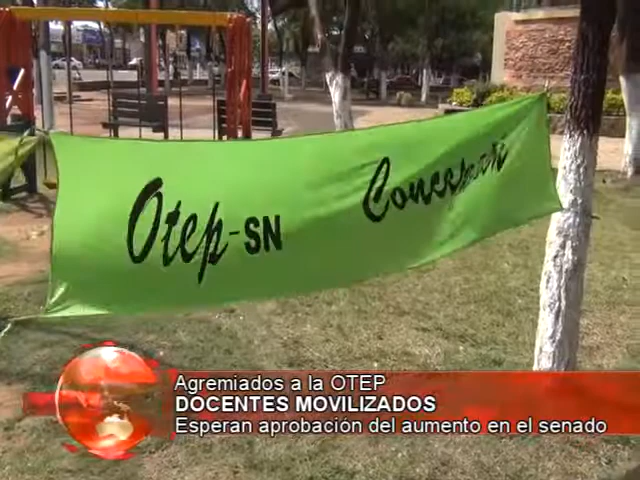 Otep-SN Concepción
Agremiados a la OTEP
DOCENTES MOVILIZADOS
Esperan aprobación del aumento en el senado